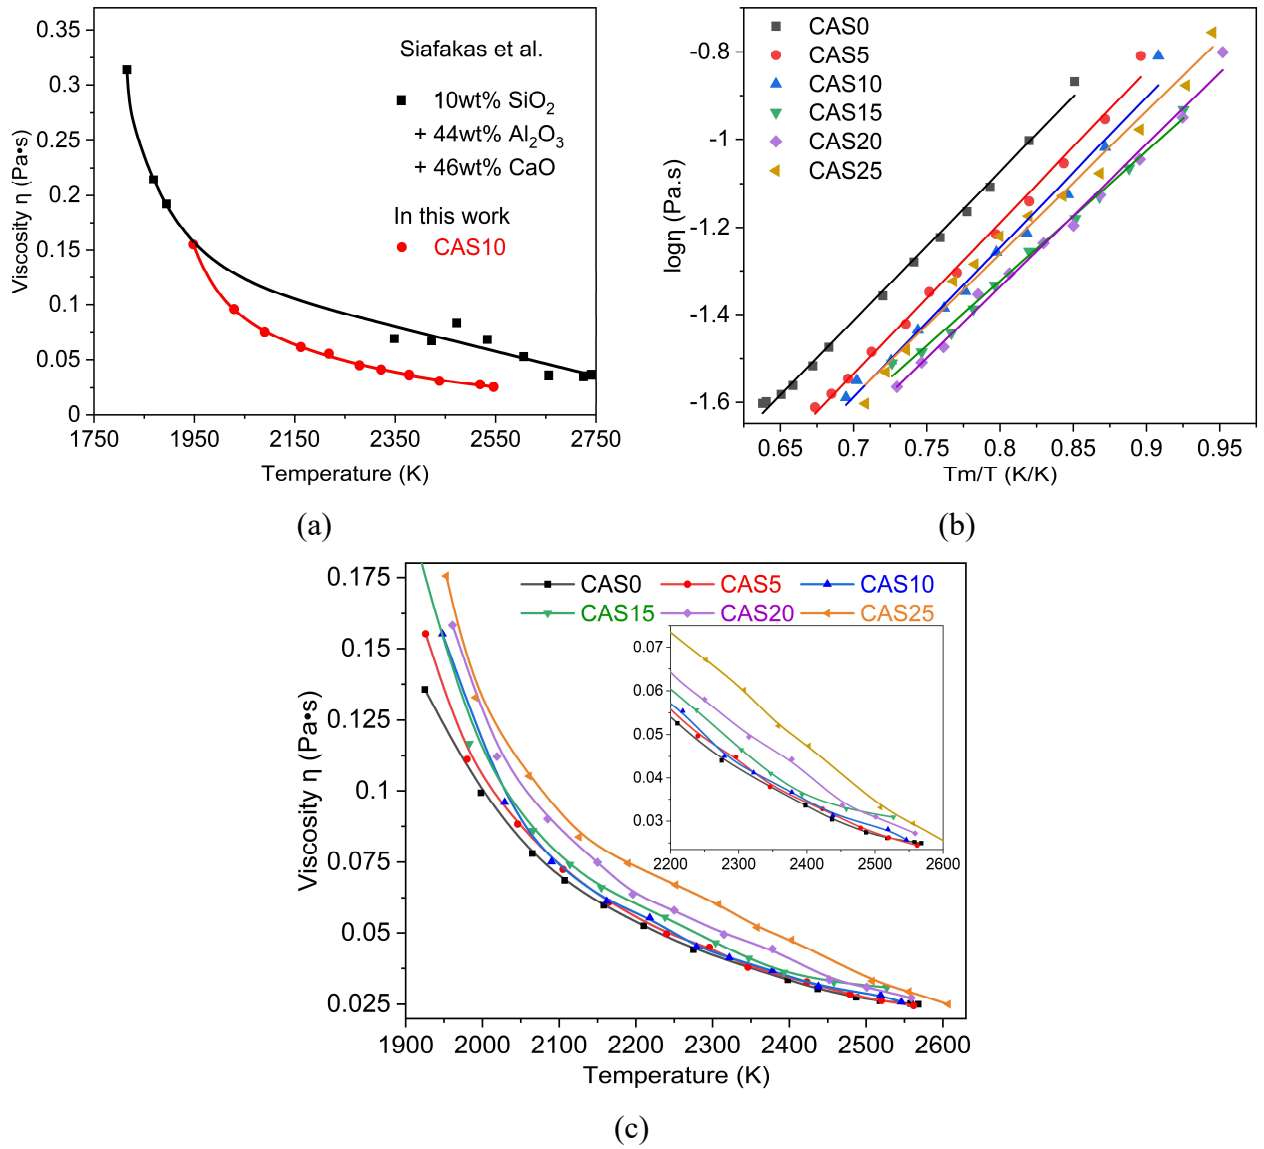 0.35
0.3
0.25
0.2
0.15
0.1
0.05
0
1750 1950 2150 2350 2550 2750
Viscosity η (Pa•s)
Temperature (K)
Siafakas et al.
10wt% SiO₂
+ 44wt% Al₂O₃
+ 46wt% CaO
In this work
CAS10
(a)
CAS0
CAS5
CAS10
CAS15
CAS20
CAS25
-0.8
-1
-1.2
-1.4
-1.6
0.65 0.7 0.75 0.8 0.85 0.9 0.95
logη (Pa.s)
Tm/T (K/K)
(b)
0.175
0.15
0.125
0.1
0.075
0.05
0.025
1900 2000 2100 2200 2300 2400 2500 2600
Viscosity η (Pa•s)
Temperature (K)
CAS0 CAS5 CAS10
CAS15 CAS20 CAS25
0.07
0.06
0.05
0.04
0.03
2200 2300 2400 2500 2600
(c)